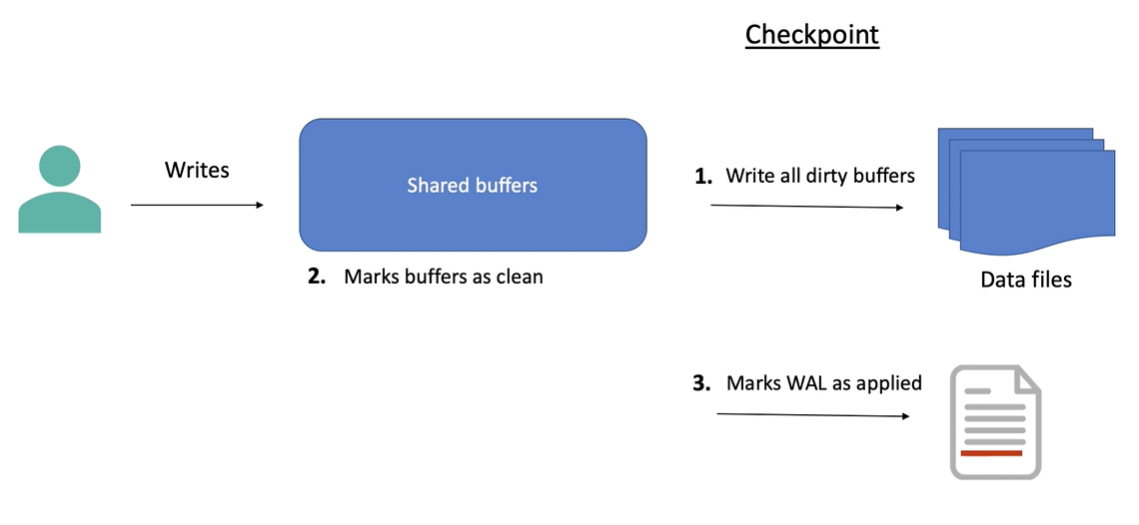 Checkpoint
Writes
Shared buffers
1. Write all dirty buffers
2. Marks buffers as clean
Data files
3. Marks WAL as applied